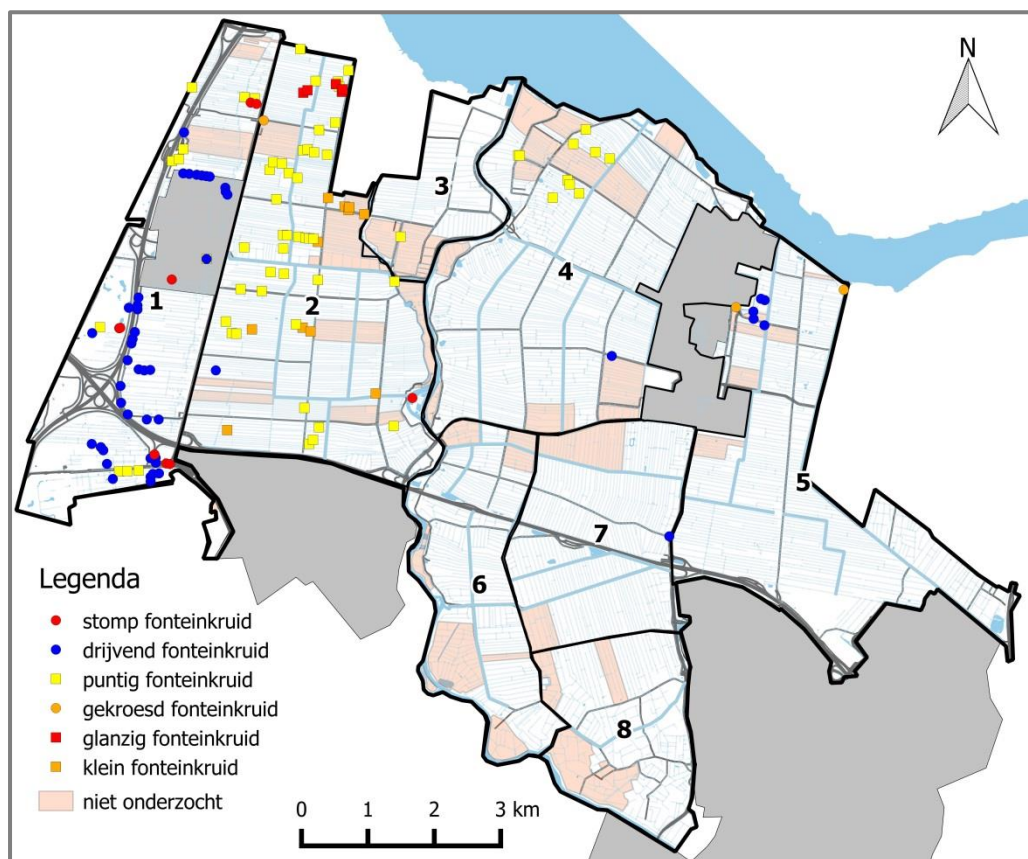 N
3
4
1
2
5
7
6
8
Legenda
stomp fonteinkruid
drijvend fonteinkruid
puntig fonteinkruid
gekroesd fonteinkruid
glanzig fonteinkruid
klein fonteinkruid
niet onderzocht
0 1 2 3 km